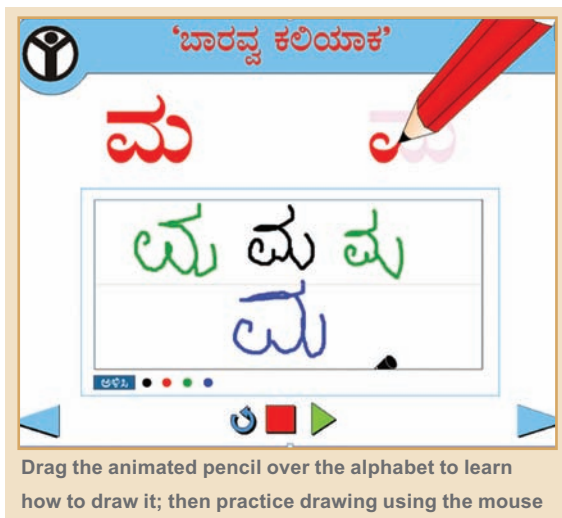 ‘ಬಾರವ್ವ ಕಲಿಯಾಕ’
ಮ ಮ
ಮ ಮ ಮ
ಮ
ಅಳಿಸಿ
Drag the animated pencil over the alphabet to learn
how to draw it; then practice drawing using the mouse